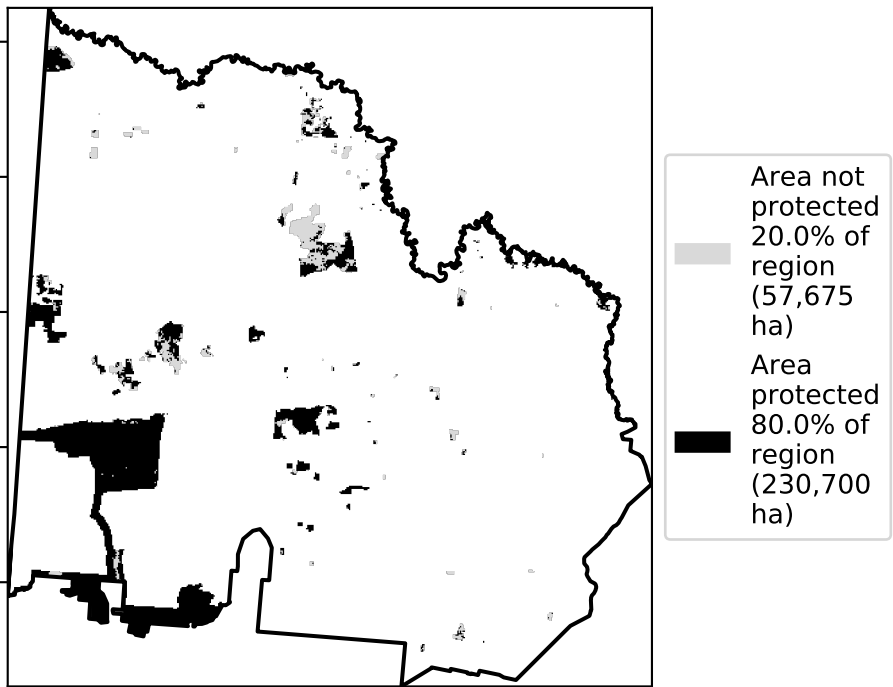 Area not
protected
20.0% of
region
(57,675
ha)
Area
protected
80.0% of
region
(230,700
ha)